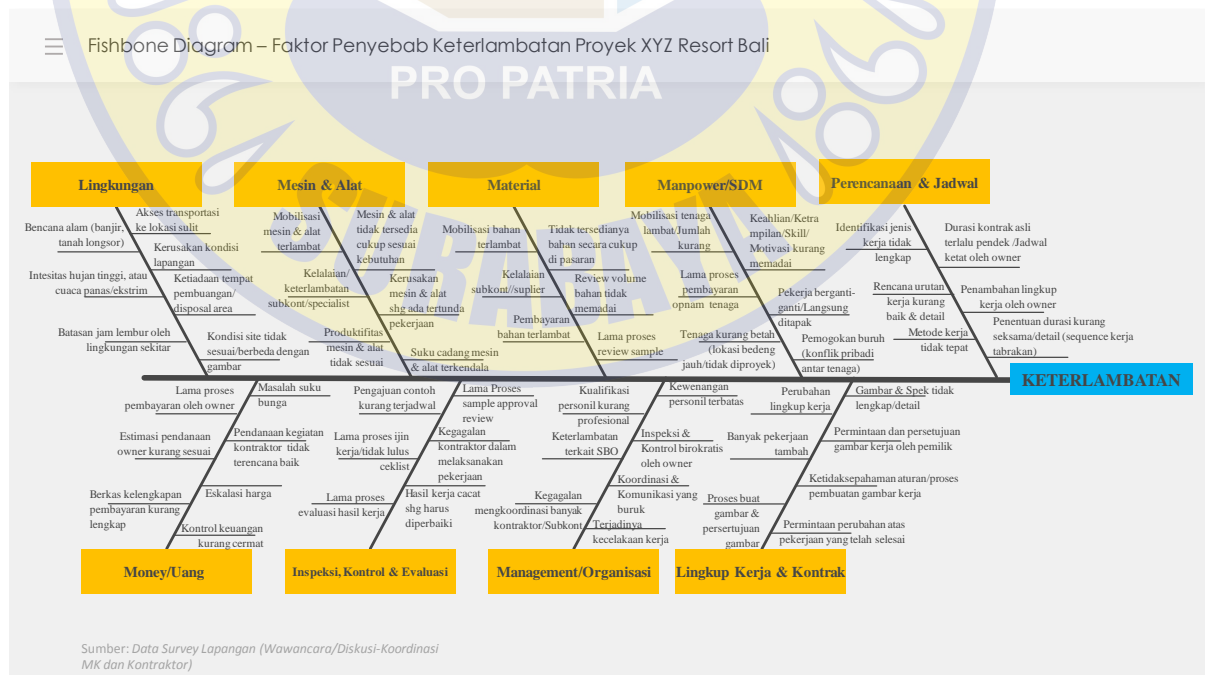 Fishbone Diagram – Faktor Penyebab Keterlambatan Proyek XYZ Resort Bali
PRO PATRIA
SURABAYA
Lingkungan
Akses transportasi
ke lokasi sulit
Bencana alam (banjir,
tanah longsor)
Kerusakan kondisi
lapangan
Intesitas hujan tinggi, atau
cuaca panas/ekstrim
Ketiadaan tempat
pembuangan/
disposal area
Batasan jam lembur oleh
lingkungan sekitar
Kondisi site tidak
sesuai/berbeda dengan
gambar
Mesin & Alat
Mobilisasi
mesin & alat
terlambat
Mesin & alat
tidak tersedia
cukup sesuai
kebutuhan
Kelalaian/
keterlambatan
subkont/specialist
Kerusakan
mesin & alat
shg ada tertunda
pekerjaan
Produktifitas
mesin & alat
tidak sesuai
Suku cadang mesin
& alat terkendala
Material
Mobilisasi bahan
terlambat
Tidak tersedianya
bahan secara cukup
di pasaran
Kelalaian
subkont//suplier
Review volume
bahan tidak
memadai
Pembayaran
bahan terlambat
Lama proses
review sample
Manpower/SDM
Mobilisasi tenaga
lambat/Jumlah
kurang
Keahlian/Ketra
mpilan/Skill/
Motivasi kurang
memadai
Lama proses
pembayaran
opnam tenaga
Pekerja berganti-
ganti/Langsung
ditapak
Tenaga kurang betah
(lokasi bedeng
jauh/tidak diproyek)
Pemogokan buruh
(konflik pribadi
antar tenaga)
Perencanaan & Jadwal
Identifikasi jenis
kerja tidak
lengkap
Durasi kontrak asli
terlalu pendek /Jadwal
ketat oleh owner
Rencana urutan
kerja kurang
baik & detail
Penambahan lingkup
kerja oleh owner
Metode kerja
tidak tepat
Penentuan durasi kurang
seksama/detail (sequence kerja
tabrakan)
KETERLAMBATAN
Lama proses
pembayaran oleh owner
Masalah suku
bunga
Estimasi pendanaan
owner kurang sesuai
Pendanaan kegiatan
kontraktor tidak
terencana baik
Berkas kelengkapan
pembayaran kurang
lengkap
Eskalasi harga
Kontrol keuangan
kurang cermat
Money/Uang
Pengajuan contoh
kurang terjadwal
Lama Proses
sample approval
review
Lama proses ijin
kerja/tidak lulus
ceklist
Kegagalan
kontraktor dalam
melaksanakan
pekerjaan
Lama proses
evaluasi hasil kerja
Hasil kerja cacat
shg harus
diperbaiki
Inspeksi, Kontrol & Evaluasi
Kualifikasi
personil kurang
profesional
Kewenangan
personil terbatas
Keterlambatan
terkait SBO
Inspeksi &
Kontrol birokratis
oleh owner
Koordinasi &
Komunikasi yang
buruk
Kegagalan
mengkoordinasi banyak
kontraktor/Subkont
Terjadinya
kecelakaan kerja
Management/Organisasi
Perubahan
lingkup kerja
Gambar & Spek tidak
lengkap/detail
Banyak pekerjaan
tambah
Permintaan dan persetujuan
gambar kerja oleh pemilik
Ketidaksepahaman aturan/proses
pembuatan gambar kerja
Proses buat
gambar &
persertujuan
gambar
Permintaan perubahan atas
pekerjaan yang telah selesai
Lingkup Kerja & Kontrak
Sumber: Data Survey Lapangan (Wawancara/Diskusi-Koordinasi
MK dan Kontraktor)